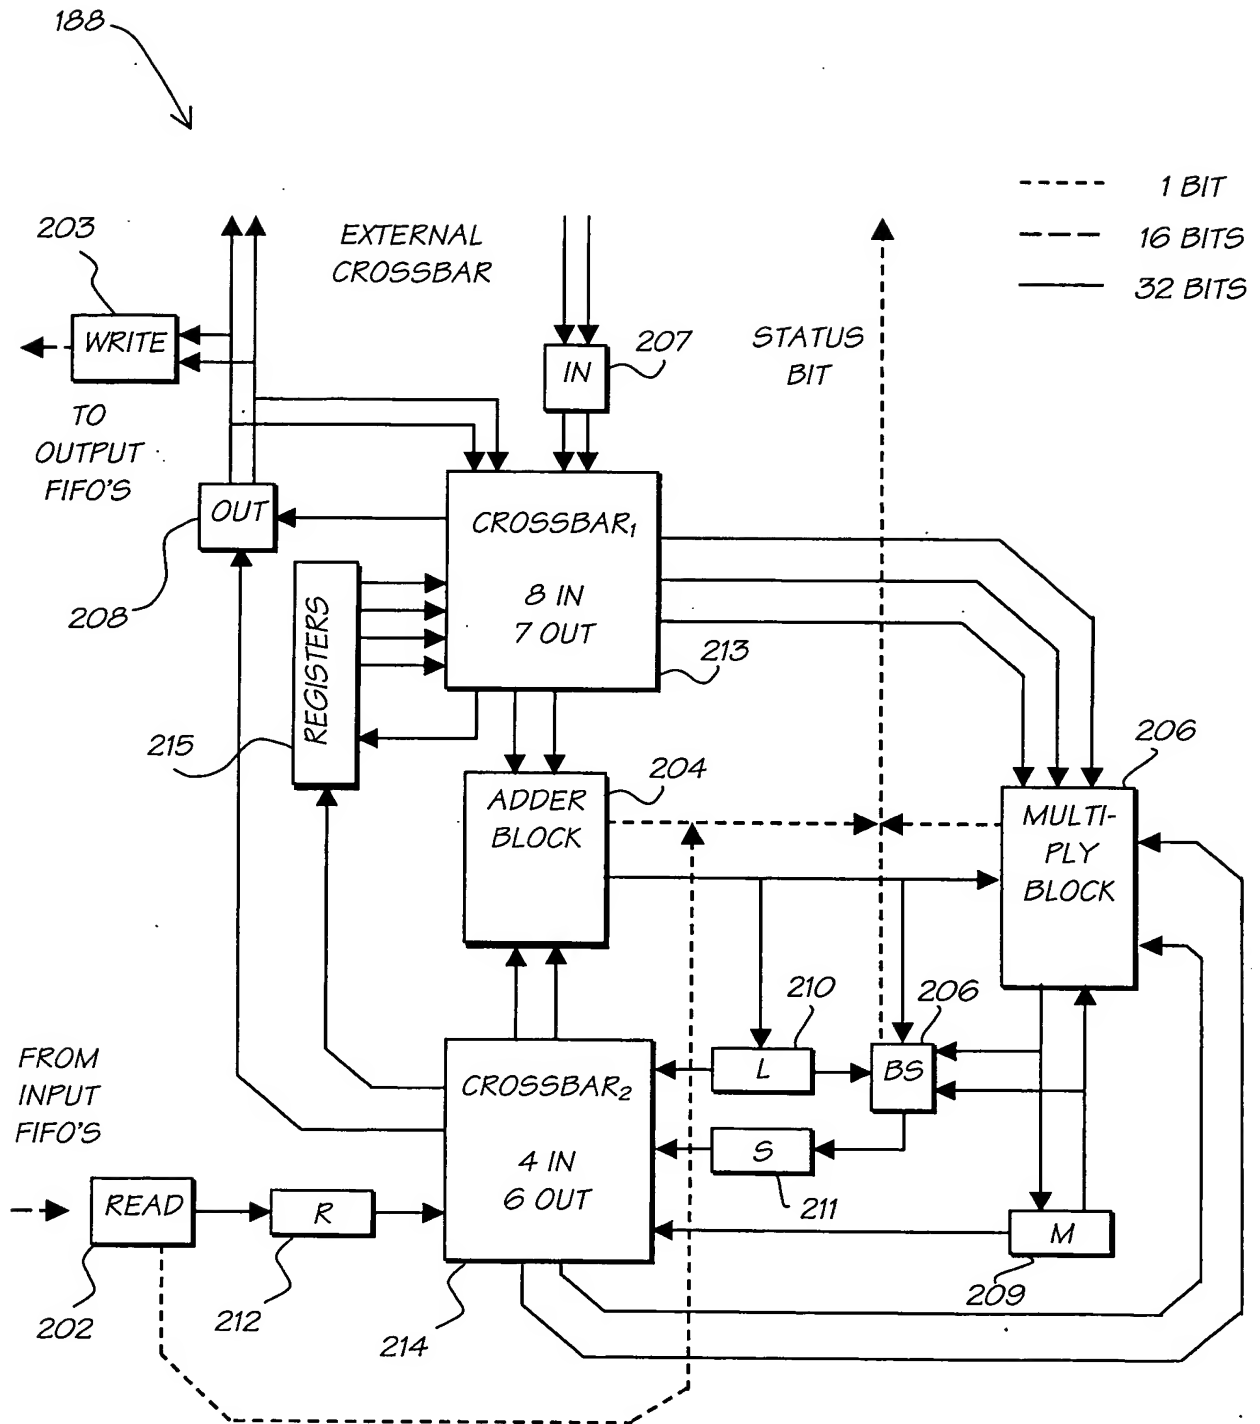 188
1 BIT
16 BITS
32 BITS
203
EXTERNAL
CROSSBAR
WRITE
207
STATUS
BIT
IN
TO
OUTPUT
FIFO'S
OUT
CROSSBAR1
8 IN
7 OUT
208
REGISTERS
213
215
204
206
ADDER
BLOCK
MULTI-
PLY
BLOCK
210
206
FROM
INPUT
FIFO'S
CROSSBAR2
L
BS
4 IN
6 OUT
S
READ
R
211
M
202
212
214
209